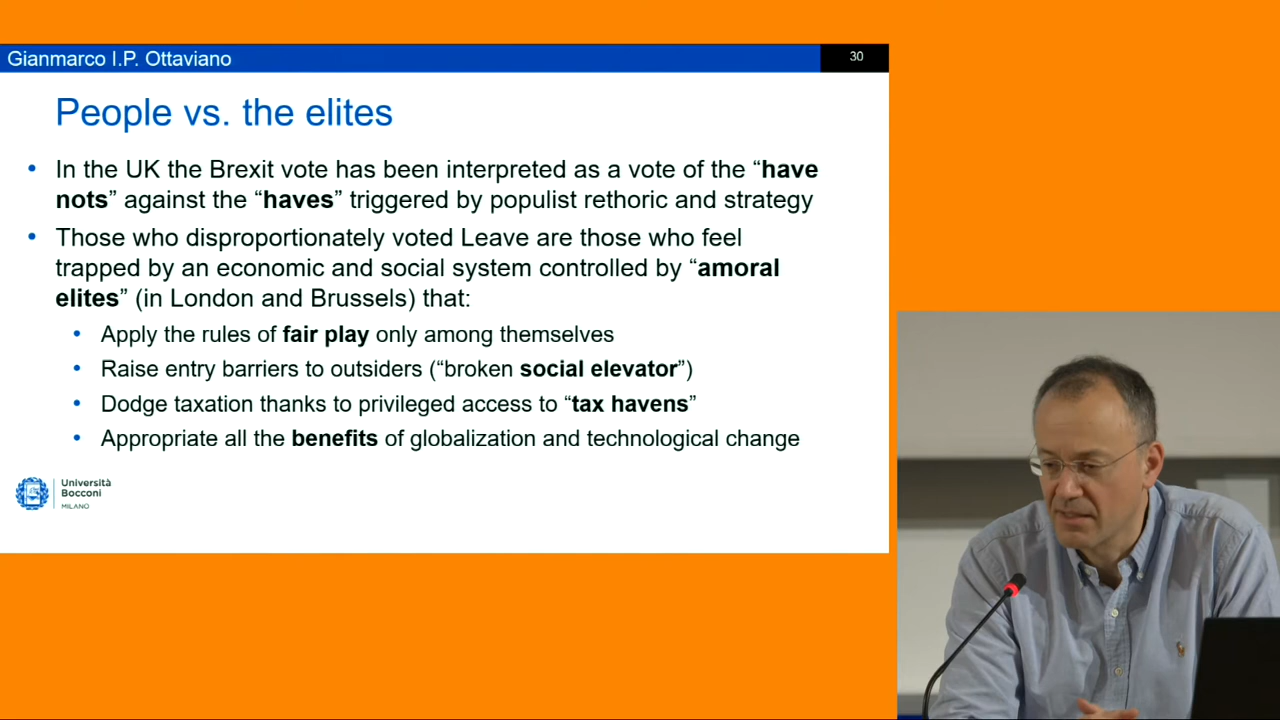 Gianmarco I.P. Ottaviano
30
People vs. the elites
• In the UK the Brexit vote has been interpreted as a vote of the “have
nots” against the “haves” triggered by populist rethoric and strategy
• Those who disproportionately voted Leave are those who feel
trapped by an economic and social system controlled by “amoral
elites” (in London and Brussels) that:
• Apply the rules of fair play only among themselves
• Raise entry barriers to outsiders (“broken social elevator”)
• Dodge taxation thanks to privileged access to “tax havens”
• Appropriate all the benefits of globalization and technological change
Università
Bocconi
MILANO